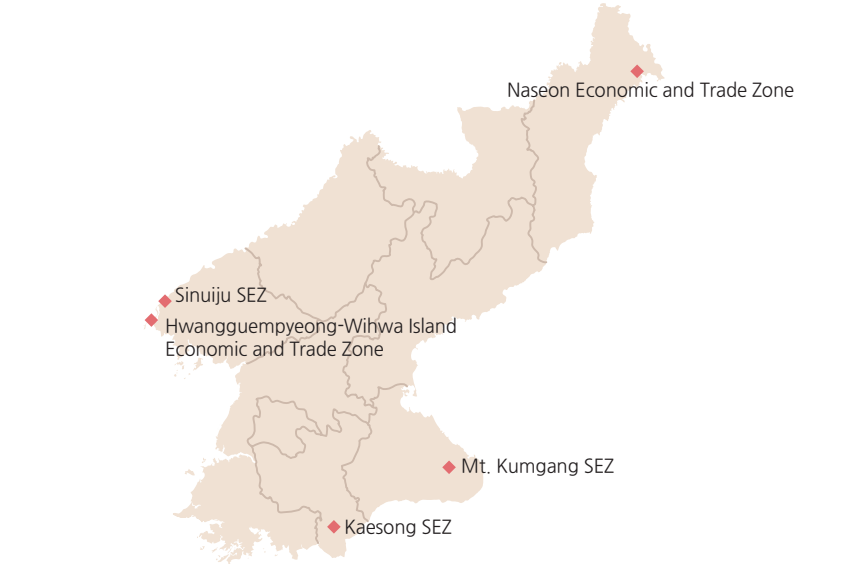 Naseon Economic and Trade Zone
Sinuiju SEZ
Hwangguempyeong-Wihwa Island
Economic and Trade Zone
Mt. Kumgang SEZ
Kaesong SEZ